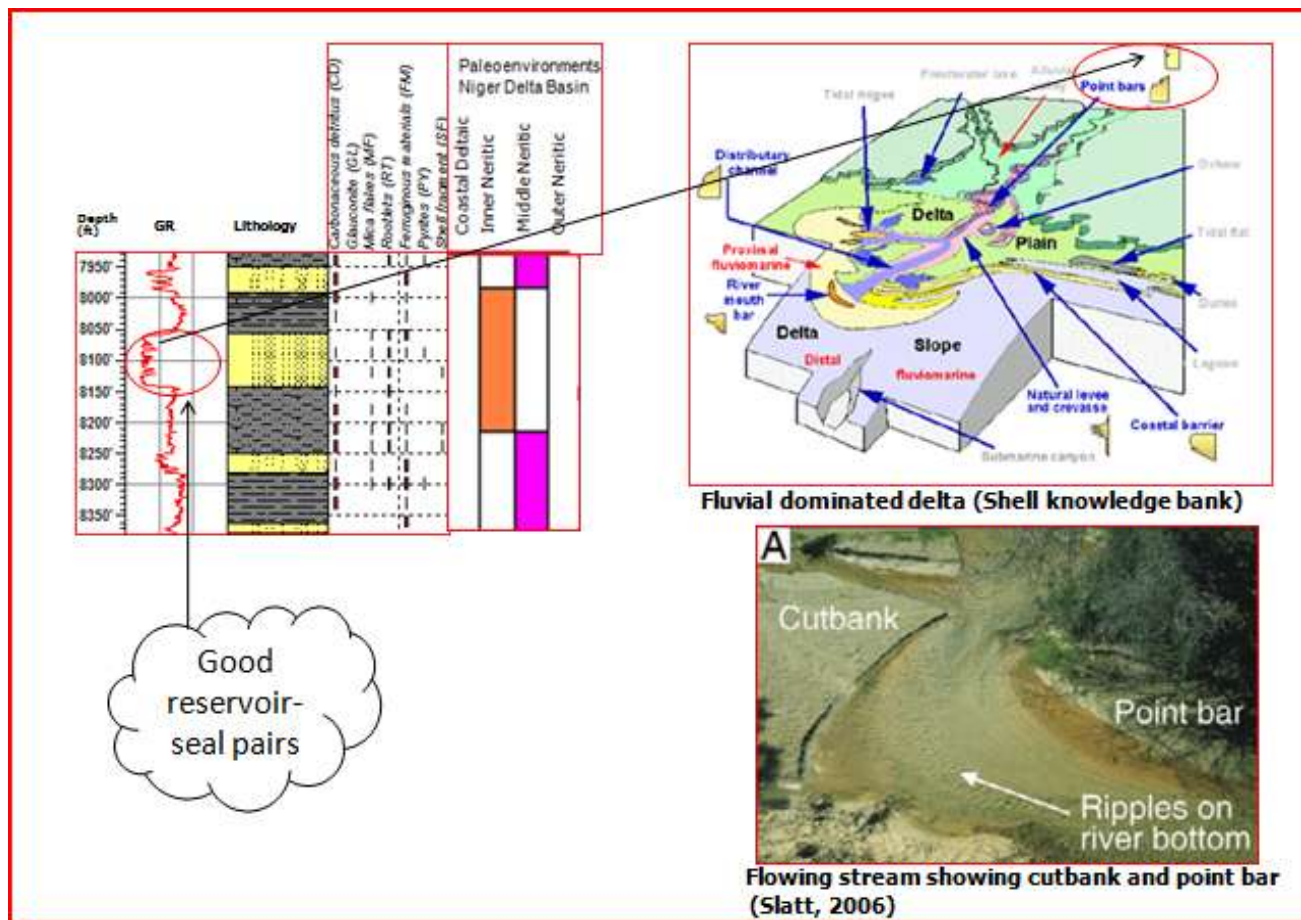 Paleoenvironments
Niger Delta Basin
Depth
(ft)
GR
Lithology
Carbonaceous detritus (CD)
Glauconite (GL)
Mica flakes (MF)
Rootlets (RT)
Ferruginous materials (FM)
Pyrites (PY)
Shell fragment (SF)
Coastal Deltaic
Inner Neritic
Middle Neritic
Outer Neritic
7950'
8000'
8050'
8100'
8150'
8200'
8250'
8300'
8350'
Good
reservoir-
seal pairs
Freshwater lava
Point bars
Distributary
channel
Delta
Plain
Tidal flat
Dunes
Proximal
fluviomarine
River
mouth
bar
Delta
Slope
Distal
fluviomarine
Lagoon
Natural levee
and crevasse
Coastal barrier
Submarine canyon
Fluvial dominated delta (Shell knowledge bank)
A
Cutbank
Point bar
Ripples on
river bottom
Flowing stream showing cutbank and point bar
(Slatt, 2006)